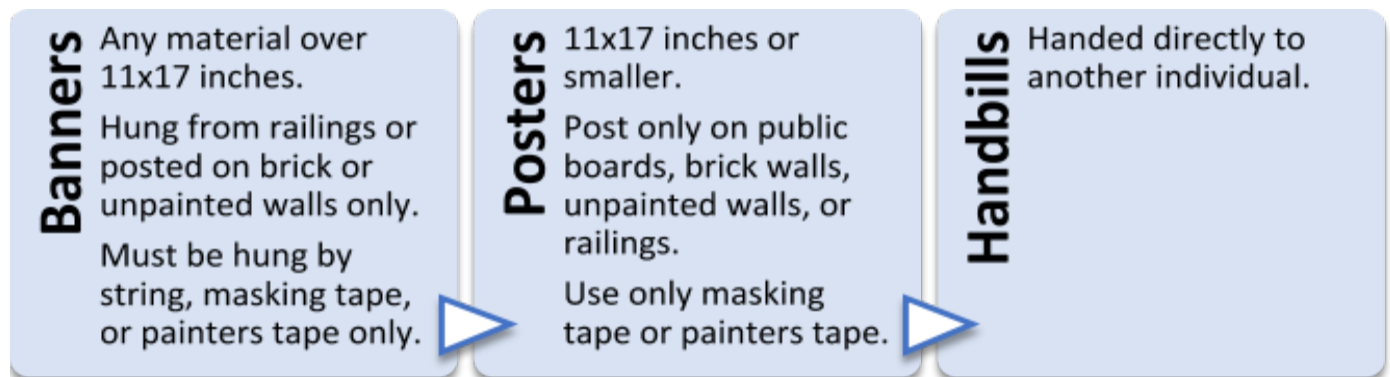 Banners
Any material over
11x17 inches.
Hung from railings or
posted on brick or
unpainted walls only.
Must be hung by
string, masking tape,
or painters tape only.
Posters
11x17 inches or
smaller.
Post only on public
boards, brick walls,
unpainted walls, or
railings.
Use only masking
tape or painters tape.
Handbills
Handed directly to
another individual.